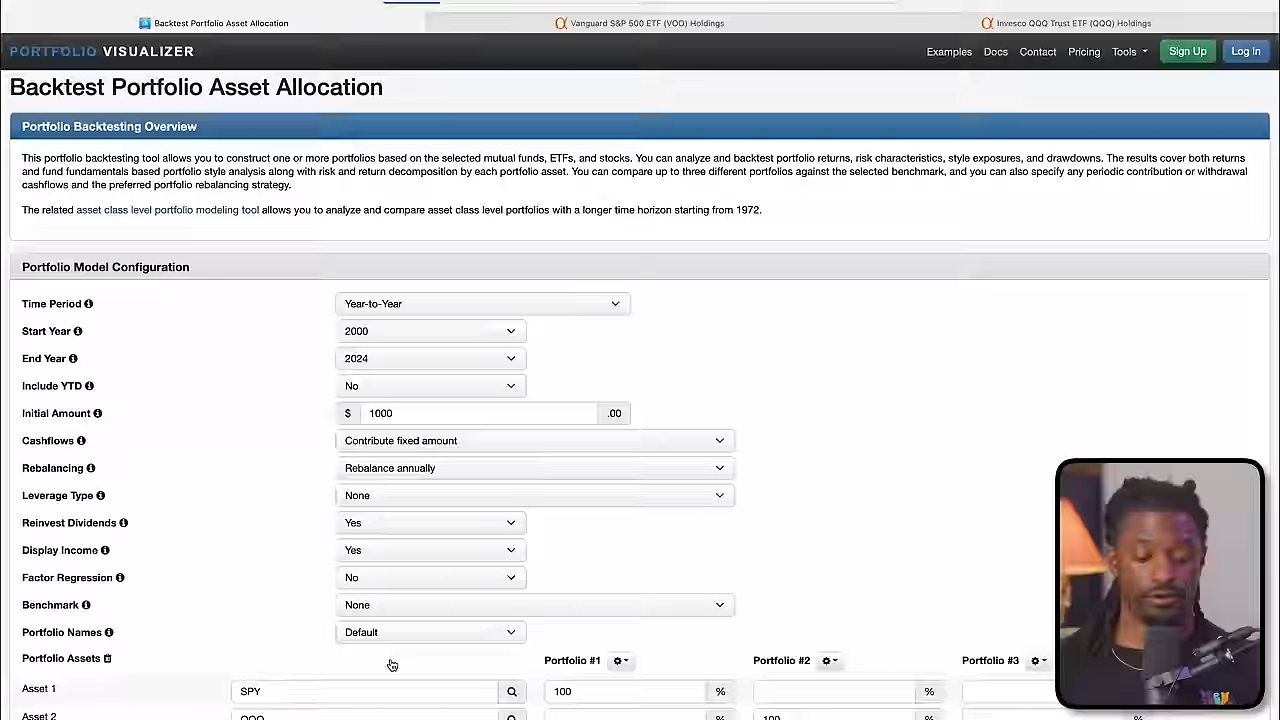 Backtest Portfolio Asset Allocation
Vanguard S&P 500 ETF (VOO) Holdings
Invesco QQQ Trust ETF (QQQ) Holdings
PORTFOLIO VISUALIZER
Examples Docs Contact Pricing Tools Sign Up Log In
Backtest Portfolio Asset Allocation
Portfolio Backtesting Overview
This portfolio backtesting tool allows you to construct one or more portfolios based on the selected mutual funds, ETFs, and stocks. You can analyze and backtest portfolio returns, risk characteristics, style exposures, and drawdowns. The results cover both returns
and fund fundamentals based portfolio style analysis along with risk and return decomposition by each portfolio asset. You can compare up to three different portfolios against the selected benchmark, and you can also specify any periodic contribution or withdrawal
cashflows and the preferred portfolio rebalancing strategy.
The related asset class level portfolio modeling tool allows you to analyze and compare asset class level portfolios with a longer time horizon starting from 1972.
Portfolio Model Configuration
Time Period Year-to-Year
Start Year 2000
End Year 2024
Include YTD No
Initial Amount $ 1000 .00
Cashflows Contribute fixed amount
Rebalancing Rebalance annually
Leverage Type None
Reinvest Dividends Yes
Display Income Yes
Factor Regression No
Benchmark None
Portfolio Names Default
Portfolio Assets Portfolio #1 Portfolio #2 Portfolio #3
Asset 1 SPY 100 % %
Asset 2 QQQ % 100 % %